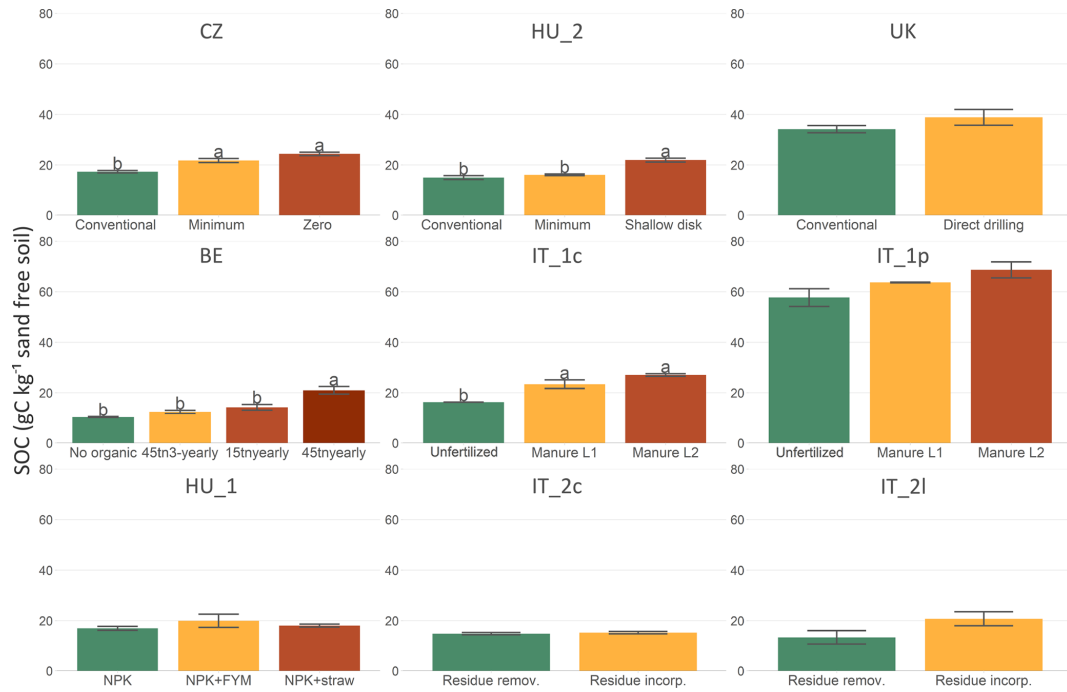 80
CZ
60
40
20
0
b
a
a
Conventional
Minimum
Zero
80
HU_2
60
40
20
0
b
b
a
Conventional
Minimum
Shallow disk
80
UK
60
40
20
0
Conventional
Direct drilling
SOC (gC kg⁻¹ sand free soil)
80
BE
60
40
20
0
b
b
b
a
No organic
45tn3-yearly
15tnyearly
45tnyearly
80
IT_1c
60
40
20
0
b
a
a
Unfertilized
Manure L1
Manure L2
80
IT_1p
60
40
20
0
Unfertilized
Manure L1
Manure L2
HU_1
60
40
20
0
NPK
NPK+FYM
NPK+straw
IT_2c
60
40
20
0
Residue remov.
Residue incorp.
IT_2l
60
40
20
0
Residue remov.
Residue incorp.